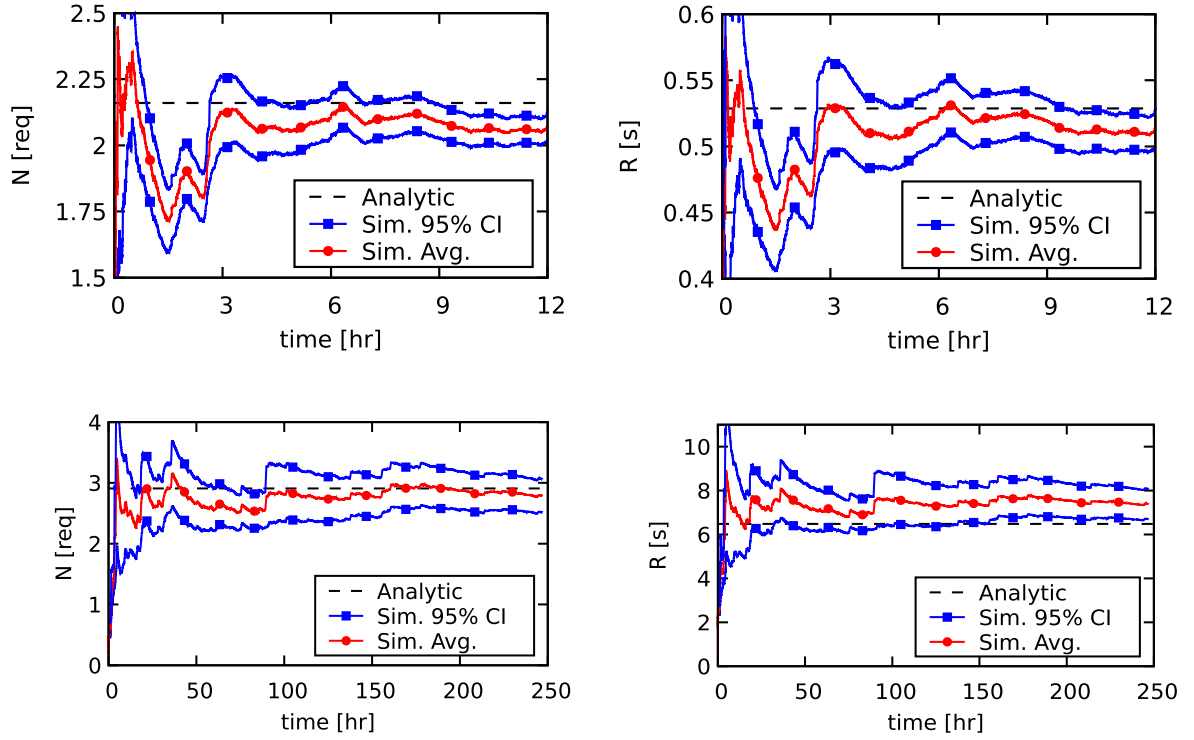 2.5
2.25
2
1.75
1.5
N [req]
0 3 6 9 12
time [hr]
Analytic
Sim. 95% CI
Sim. Avg.
0.6
0.55
0.5
0.45
0.4
R [s]
0 3 6 9 12
time [hr]
Analytic
Sim. 95% CI
Sim. Avg.
4
3
2
1
0
N [req]
0 50 100 150 200 250
time [hr]
Analytic
Sim. 95% CI
Sim. Avg.
10
8
6
4
2
0
R [s]
0 50 100 150 200 250
time [hr]
Analytic
Sim. 95% CI
Sim. Avg.